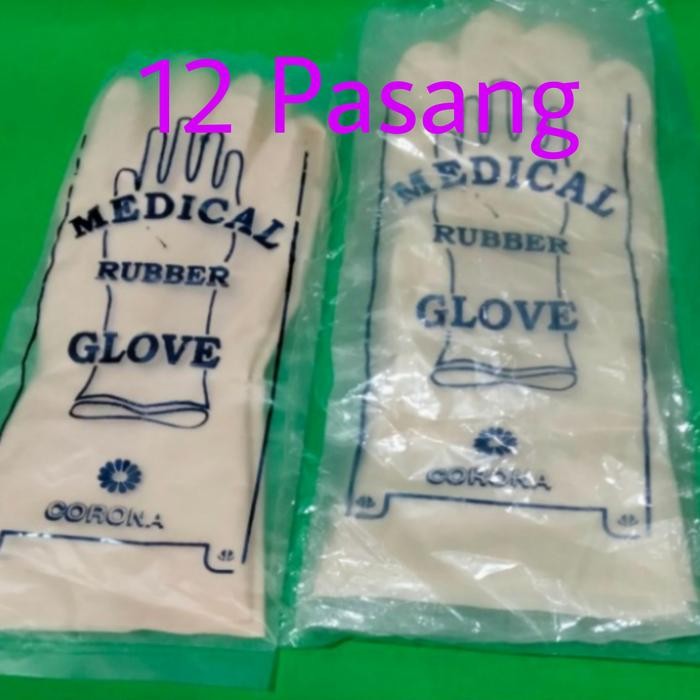 12 Pasang
MEDICAL
RUBBER
GLOVE
CORONA
MEDICAL
RUBBER
GLOVE
CORONA